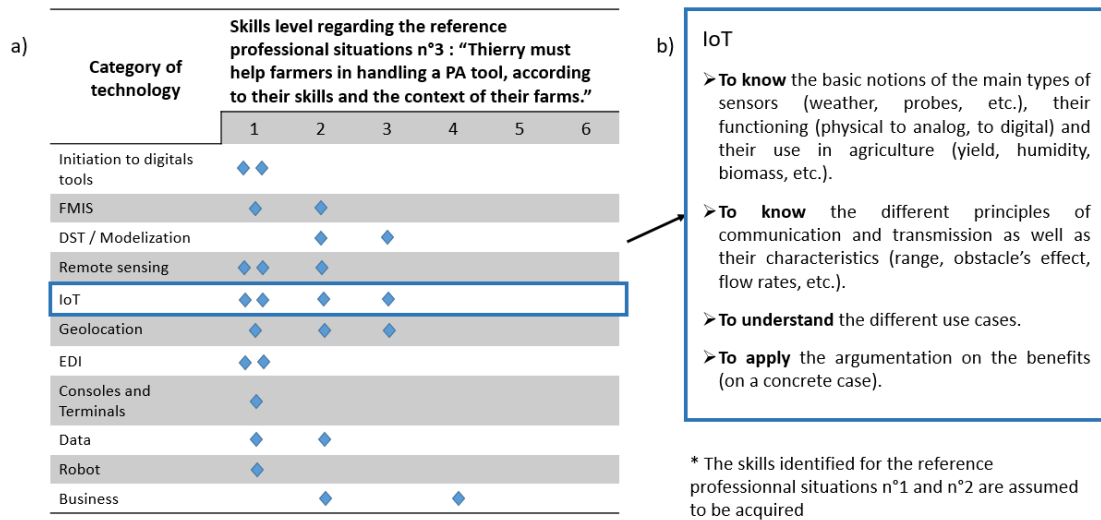 a)
Category of
technology
Skills level regarding the reference
professional situations n°3 : “Thierry must
help farmers in handling a PA tool, according
to their skills and the context of their farms.”
1 2 3 4 5 6
Initiation to digitals
tools
FMIS
DST / Modelization
Remote sensing
IoT
Geolocation
EDI
Consoles and
Terminals
Data
Robot
Business
b)
IoT
➢To know the basic notions of the main types of
sensors (weather, probes, etc.), their
functioning (physical to analog, to digital) and
their use in agriculture (yield, humidity,
biomass, etc.).
➢To know the different principles of
communication and transmission as well as
their characteristics (range, obstacle’s effect,
flow rates, etc.).
➢To understand the different use cases.
➢To apply the argumentation on the benefits
(on a concrete case).
* The skills identified for the reference
professionnal situations n°1 and n°2 are assumed
to be acquired